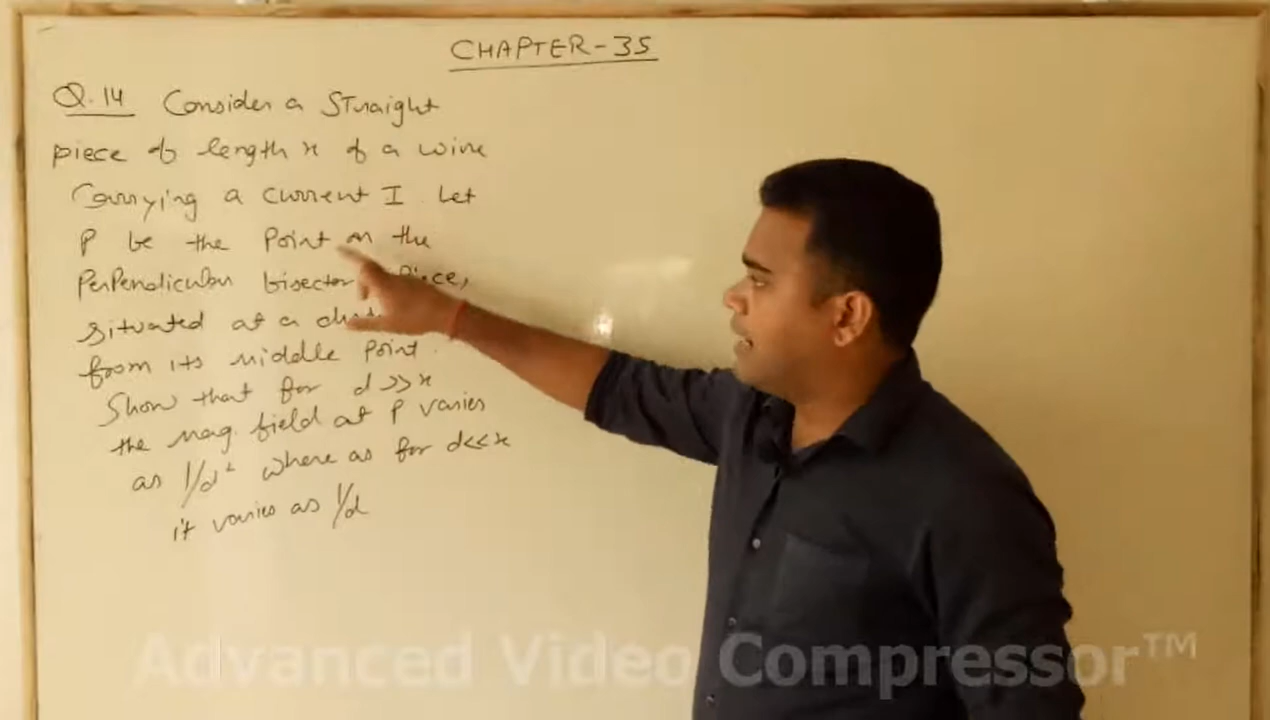 CHAPTER-35
Q.14 Consider a Straight
piece of length x of a wire
Carrying a current I. Let
P be the Point on the
Perpendicular bisector Piece,
situated at a
from its middle Point.
Show that for d>>x
the mag. field at P varies
as 1/d² where as for d<<x
it varies as 1/d
Advanced Video Compressor™